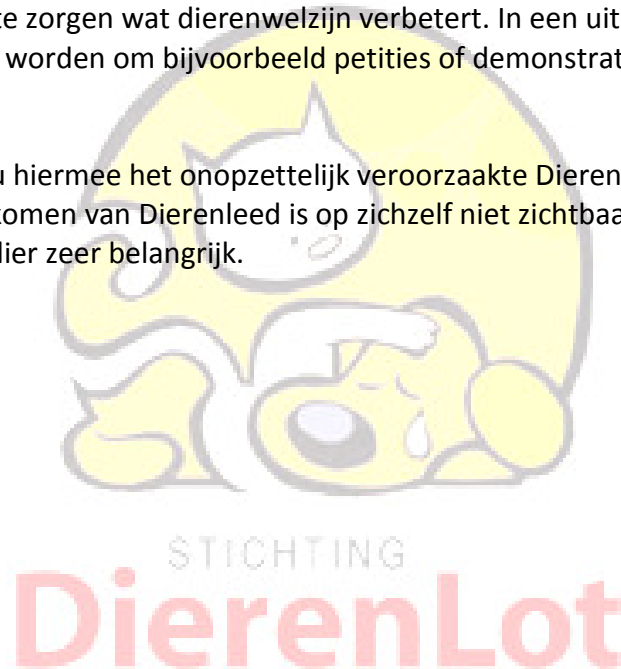 te zorgen wat dierenwelzijn verbetert. In een uit
worden om bijvoorbeeld petities of demonstrat
u hiermee het onopzettelijk veroorzaakte Dieren
komen van Dierenleed is op zichzelf niet zichtbaa
dier zeer belangrijk.
STICHTING
DierenLot